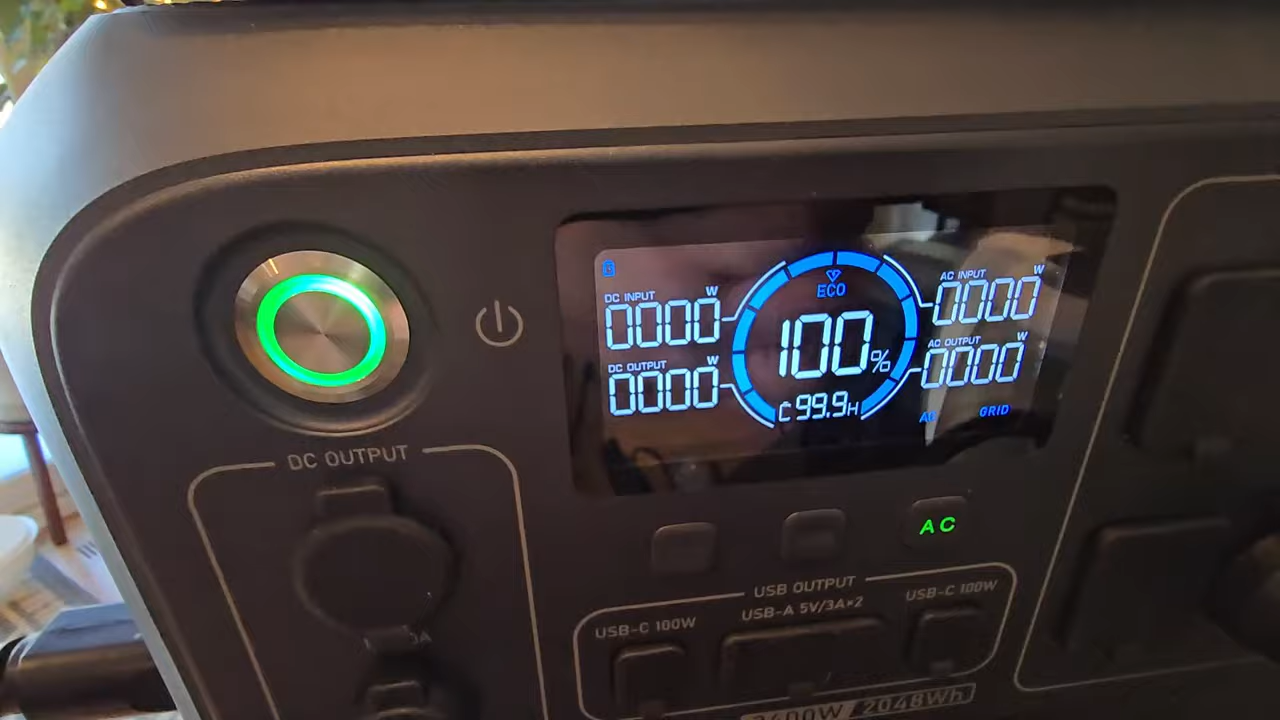 DC INPUT
0000 W
DC OUTPUT
0000 W
ECO
100%
99.9H
AC INPUT
0000 W
AC OUTPUT
0000 W
GRID
DC OUTPUT
AC
USB OUTPUT
USB-C 100W
USB-A 5V/3A×2
USB-C 100W
2048Wh